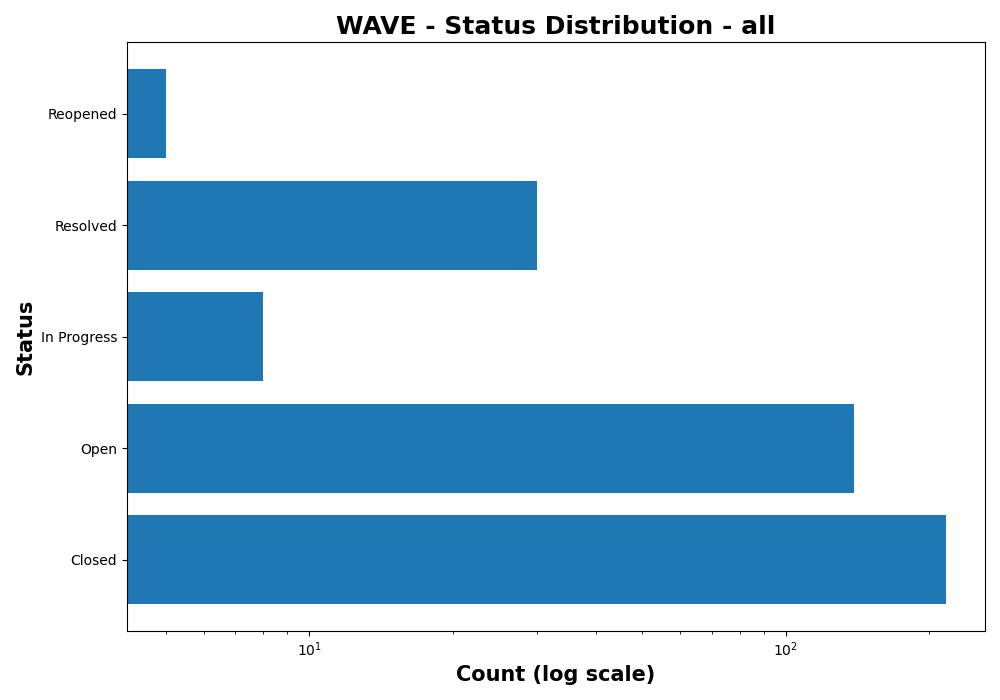 WAVE - Status Distribution - all
Reopened
Resolved
In Progress
Open
Closed
Status
10¹
10²
Count (log scale)